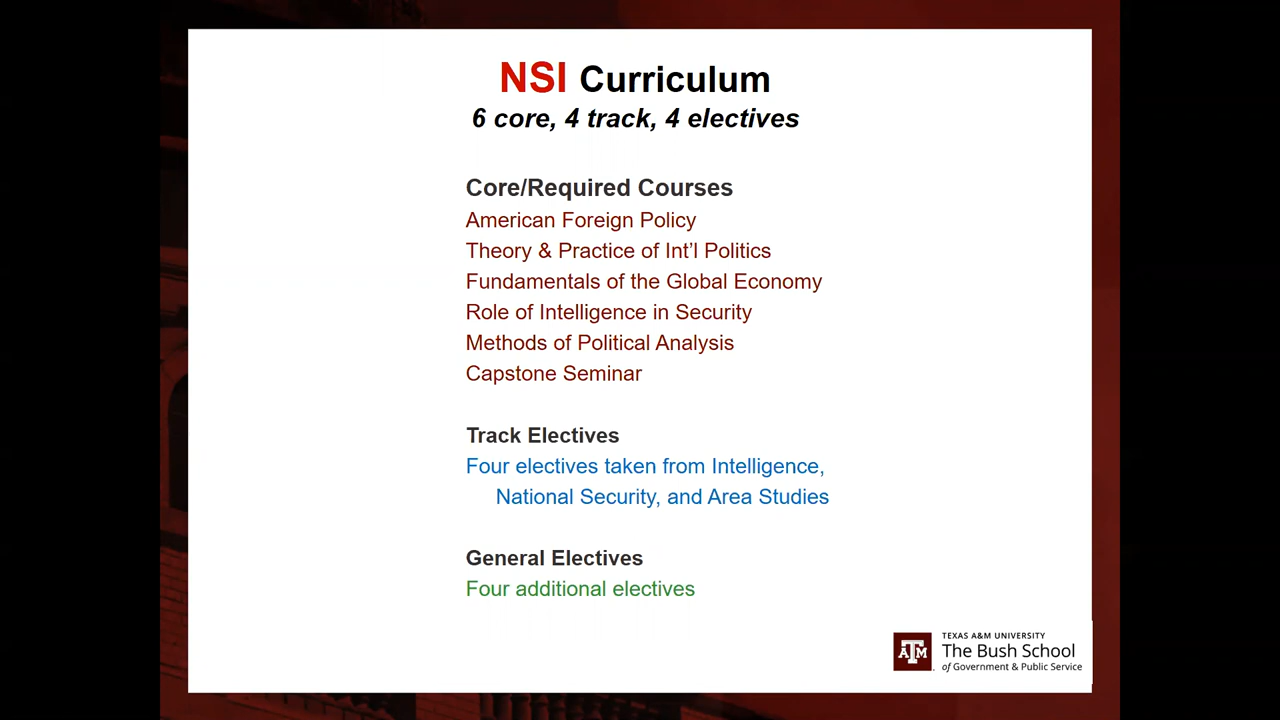 NSI Curriculum
6 core, 4 track, 4 electives
Core/Required Courses
American Foreign Policy
Theory & Practice of Int’l Politics
Fundamentals of the Global Economy
Role of Intelligence in Security
Methods of Political Analysis
Capstone Seminar
Track Electives
Four electives taken from Intelligence,
National Security, and Area Studies
General Electives
Four additional electives
ATM
TEXAS A&M UNIVERSITY
The Bush School
of Government & Public Service